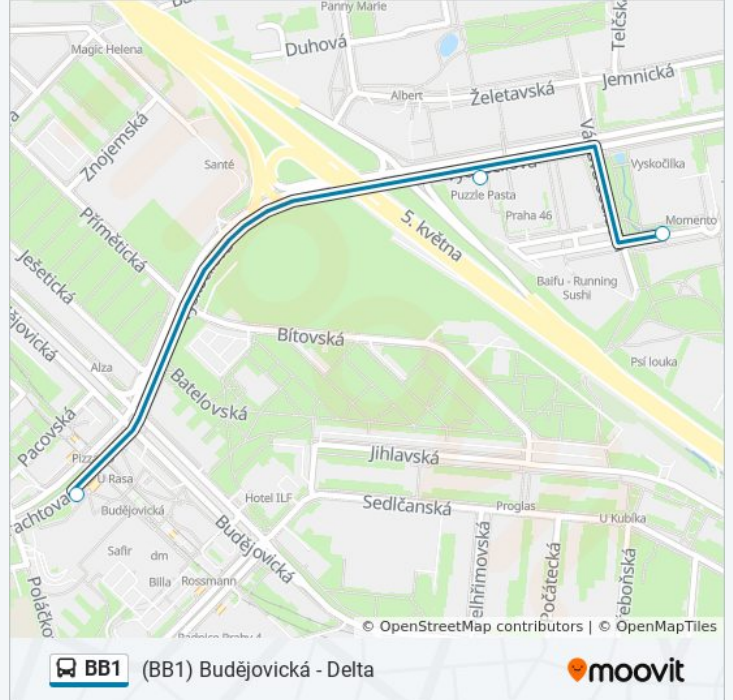 Panny Marie
Telčská
Magic Helena
Duhová
Jemnická
Albert
Želetavská
Znojemská
Santé
Vyskočilka
Puzzle Pasta
Praha 46
Momento
5. května
Přímětická
Ješetická
Baifu - Running
Sushi
Bítovská
Psí louka
Alza
Batelovská
Pacovská
Jihlavská
U Rasa
Hotel ILF
Sedlčanská
Proglas
Budějovická
U Kubíka
Budějovická
Safír
dm
Billa
Rossmann
© OpenStreetMap contributors | © OpenMapTiles
BB1
(BB1) Budějovická - Delta
moovit